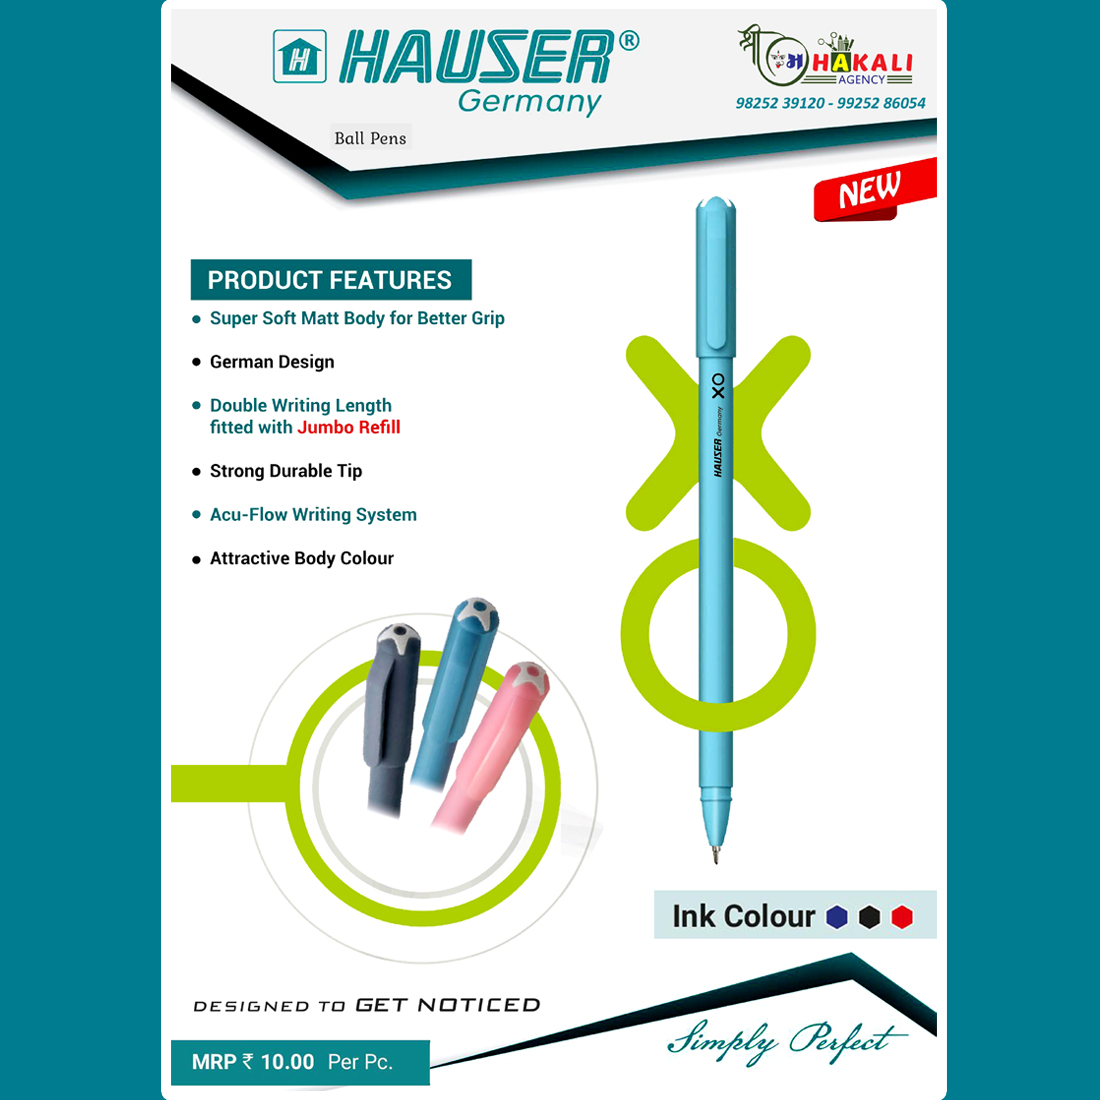 H HAUSER®
Germany
Ball Pens
श्री
HAKALI
AGENCY
98252 39120 - 99252 86054
NEW
PRODUCT FEATURES
Super Soft Matt Body for Better Grip
German Design
Double Writing Length
fitted with Jumbo Refill
Strong Durable Tip
Acu-Flow Writing System
Attractive Body Colour
HAUSER Germany XO
Ink Colour
DESIGNED TO GET NOTICED
Simply Perfect
MRP ₹ 10.00 Per Pc.